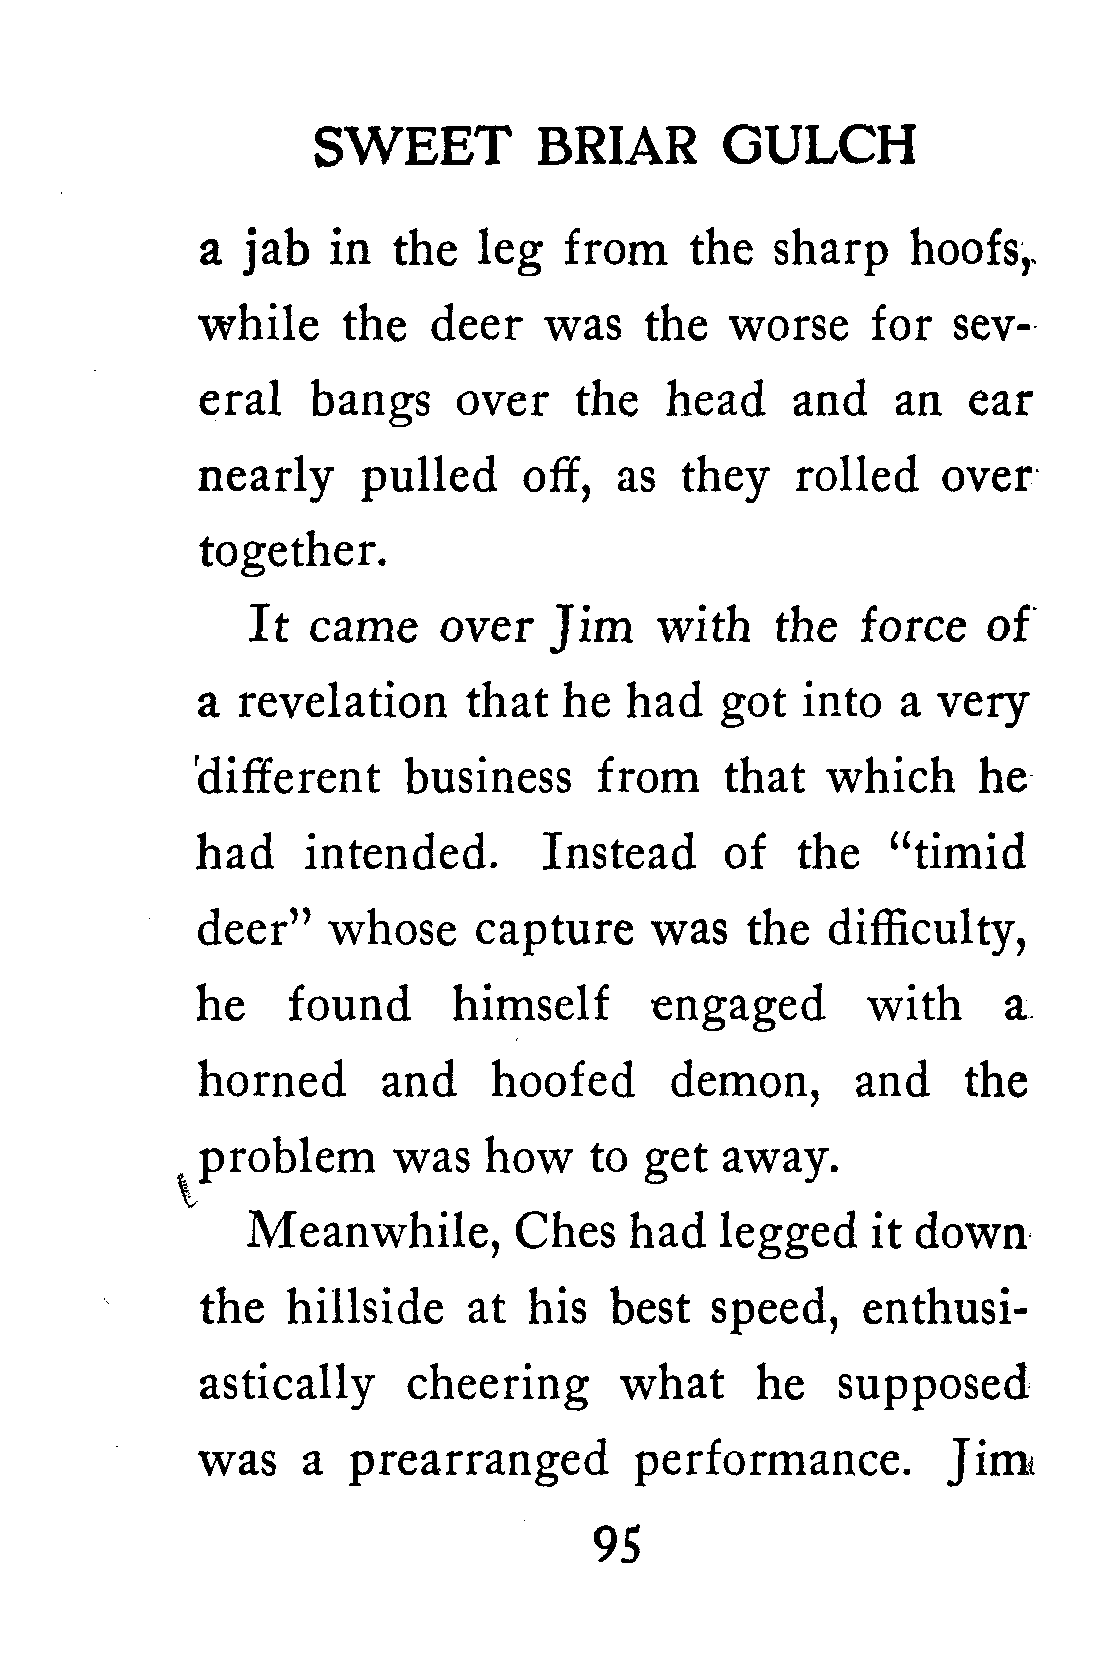 SWEET BRIAR GULCH
a jab in the leg from the sharp hoofs,
while the deer was the worse for sev-
eral bangs over the head and an ear
nearly pulled off, as they rolled over
together.
It came over Jim with the force of
a revelation that he had got into a very
different business from that which he
had intended. Instead of the “timid
deer” whose capture was the difficulty,
he found himself engaged with a
horned and hoofed demon, and the
problem was how to get away.
Meanwhile, Ches had legged it down
the hillside at his best speed, enthusi-
astically cheering what he supposed
was a prearranged performance. Jim
95